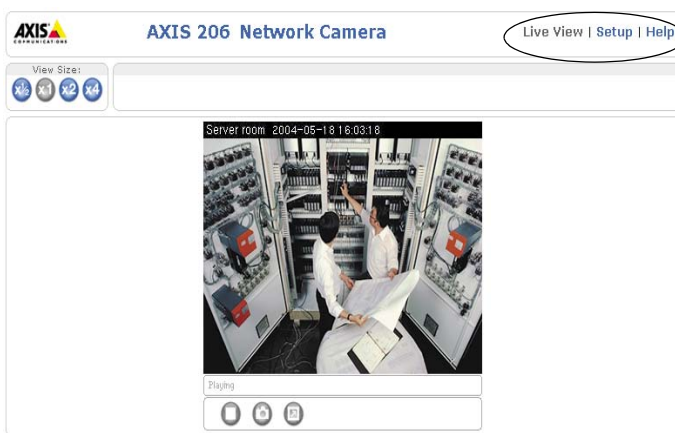 AXIS
COMMUNICATIONS
AXIS 206 Network Camera
Live View | Setup | Help
View Size:
x½ x1 x2 x4
Server room 2004-05-18 16:03:18
Playing